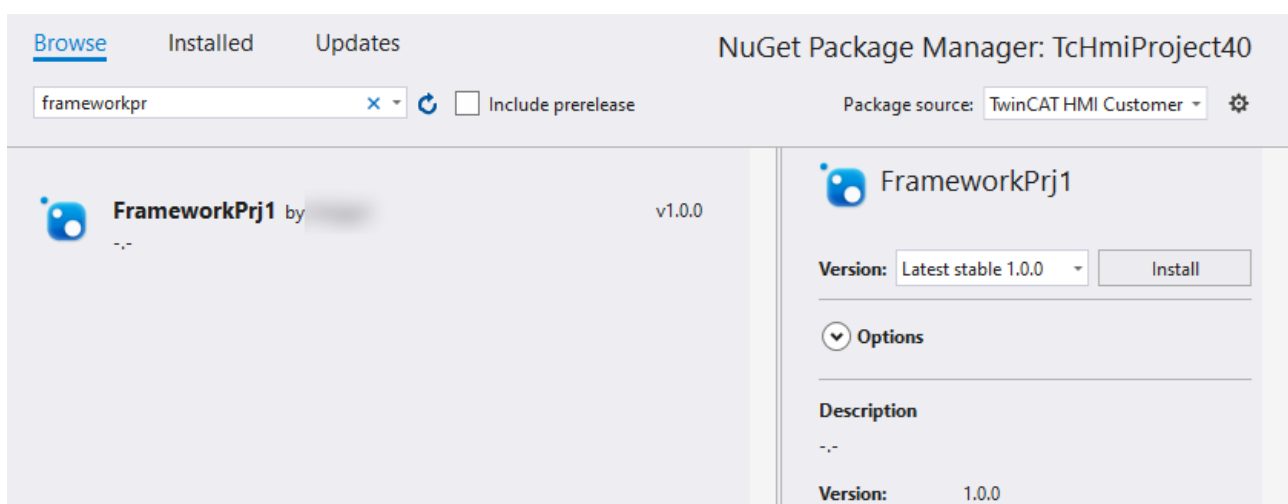 Browse Installed Updates
NuGet Package Manager: TcHmiProject40
frameworkpr
Include prerelease
Package source: TwinCAT HMI Customer
FrameworkPrj1 by
v1.0.0
-.-
FrameworkPrj1
Version: Latest stable 1.0.0
Install
Options
Description
-.-
Version: 1.0.0